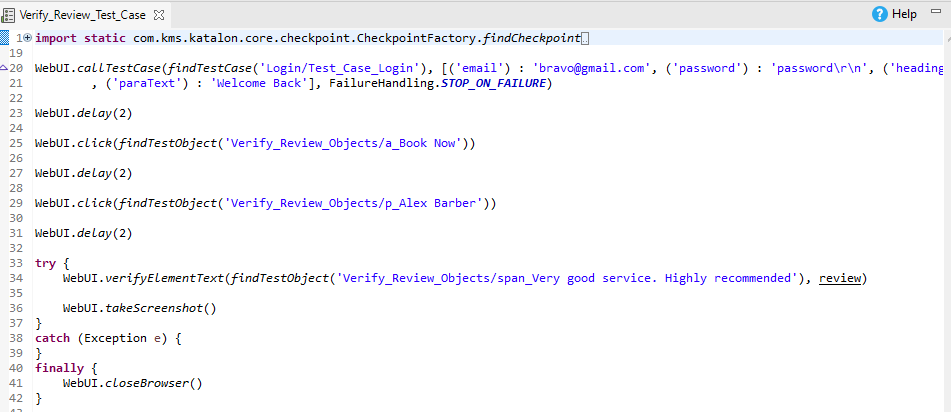 Verify_Review_Test_Case
Help
1 import static com.kms.katalon.core.checkpoint.CheckpointFactory.findCheckpoint
19
20 WebUI.callTestCase(findTestCase('Login/Test_Case_Login'), [('email') : 'bravo@gmail.com', ('password') : 'password\r\n', ('heading
21 , ('paraText') : 'Welcome Back'], FailureHandling.STOP_ON_FAILURE)
22
23 WebUI.delay(2)
24
25 WebUI.click(findTestObject('Verify_Review_Objects/a_Book Now'))
26
27 WebUI.delay(2)
28
29 WebUI.click(findTestObject('Verify_Review_Objects/p_Alex Barber'))
30
31 WebUI.delay(2)
32
33 try {
34 WebUI.verifyElementText(findTestObject('Verify_Review_Objects/span_Very good service. Highly recommended'), review)
35
36 WebUI.takeScreenshot()
37 }
38 catch (Exception e) {
39 }
40 finally {
41 WebUI.closeBrowser()
42 }